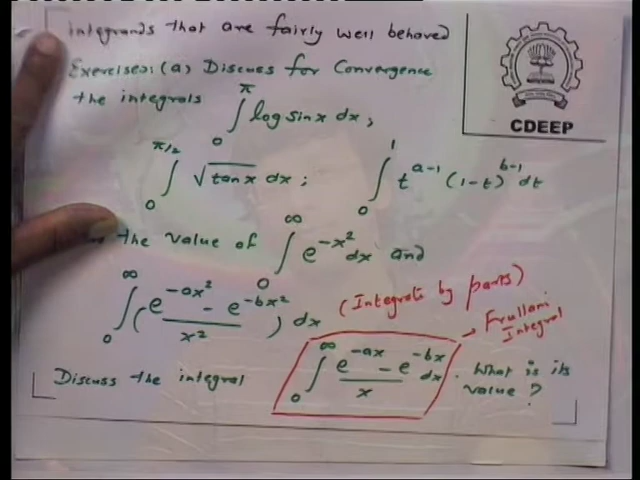 integrands that are fairly well behaved
Exercises: (a) Discuss for Convergence
the integrals ∫₀^π log sin x dx,
∫₀^{π/2} √(tan x) dx ; ∫₀^1 t^{a-1} (1-t)^{b-1} dt
the value of ∫₀^∞ e^{-x²} dx and
∫₀^∞ ( (e^{-ax²} - e^{-bx²}) / x² ) dx (Integrate by parts)
→ Frullani Integral
Discuss the integral ∫₀^∞ (e^{-ax} - e^{-bx}) / x dx . What is its value ?
CDEEP